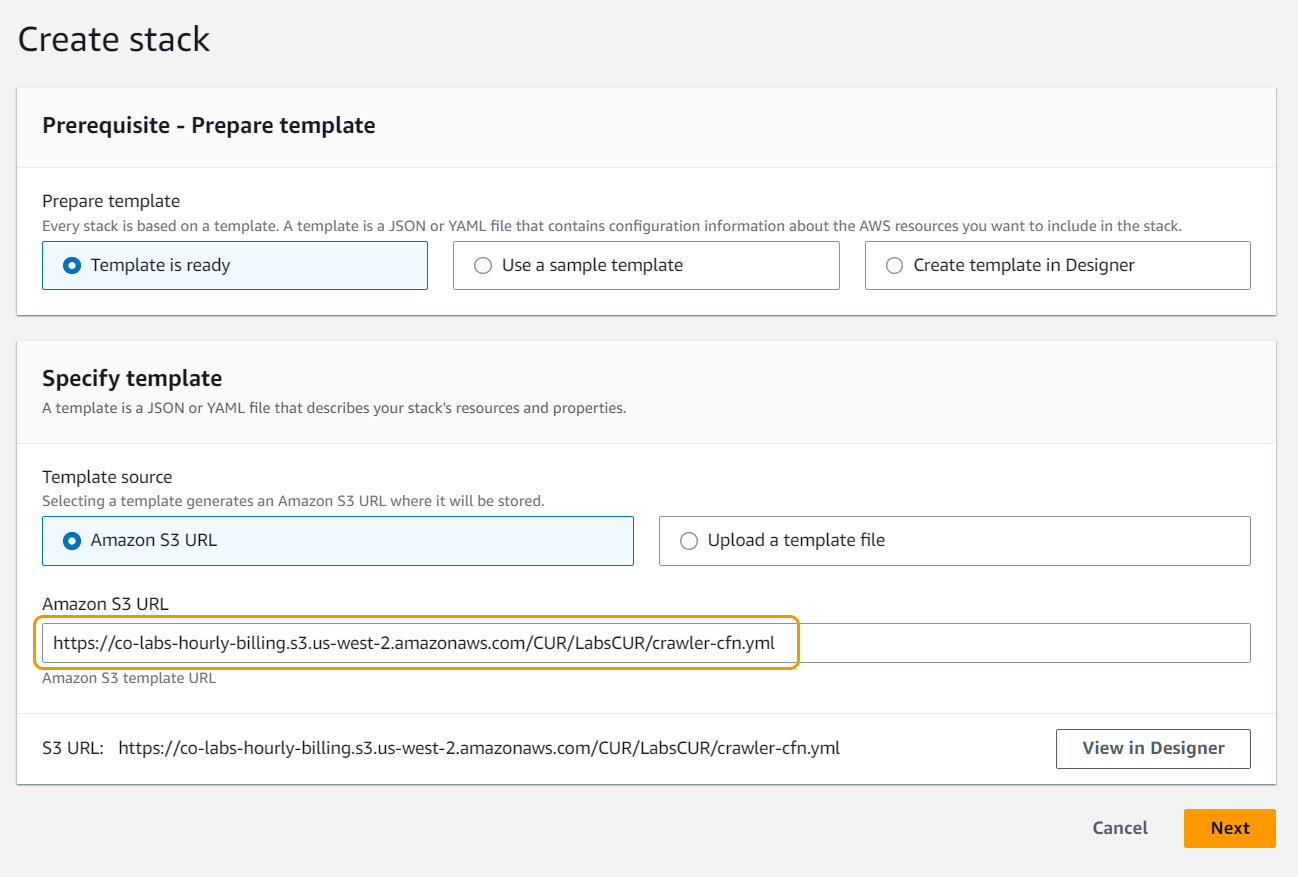 Create stack
Prerequisite - Prepare template
Prepare template
Every stack is based on a template. A template is a JSON or YAML file that contains configuration information about the AWS resources you want to include in the stack.
Template is ready
Use a sample template
Create template in Designer
Specify template
A template is a JSON or YAML file that describes your stack's resources and properties.
Template source
Selecting a template generates an Amazon S3 URL where it will be stored.
Amazon S3 URL
Upload a template file
Amazon S3 URL
https://co-labs-hourly-billing.s3.us-west-2.amazonaws.com/CUR/LabsCUR/crawler-cfn.yml
Amazon S3 template URL
S3 URL: https://co-labs-hourly-billing.s3.us-west-2.amazonaws.com/CUR/LabsCUR/crawler-cfn.yml
View in Designer
Cancel
Next